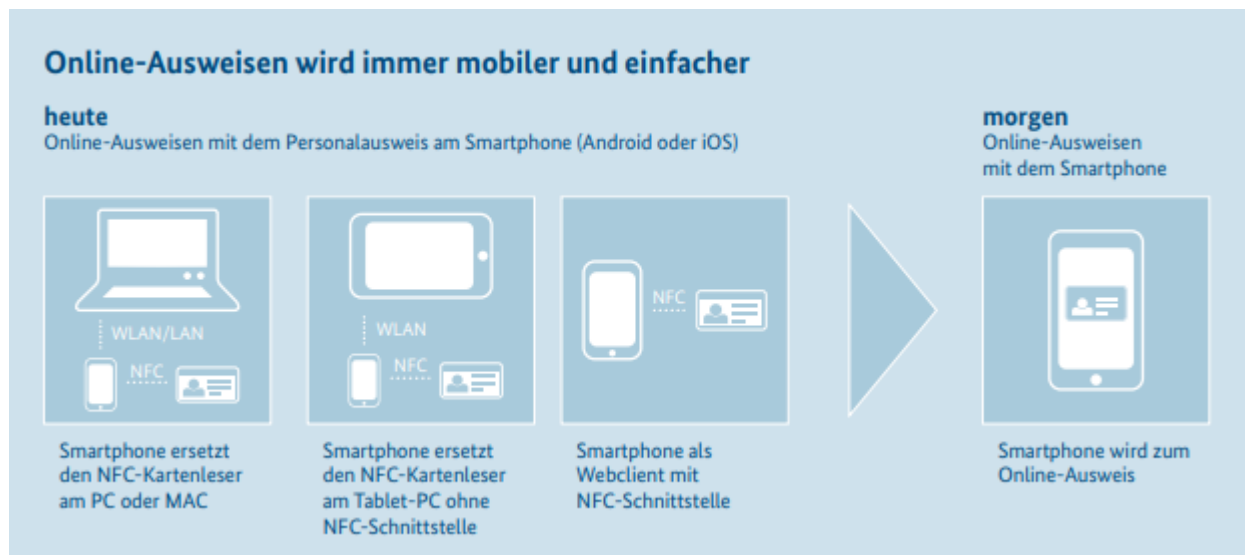 Online-Ausweisen wird immer mobiler und einfacher
heute
Online-Ausweisen mit dem Personalausweis am Smartphone (Android oder iOS)
morgen
Online-Ausweisen
mit dem Smartphone
WLAN/LAN
NFC
WLAN
NFC
NFC
Smartphone ersetzt
den NFC-Kartenleser
am PC oder MAC
Smartphone ersetzt
den NFC-Kartenleser
am Tablet-PC ohne
NFC-Schnittstelle
Smartphone als
Webclient mit
NFC-Schnittstelle
Smartphone wird zum
Online-Ausweis